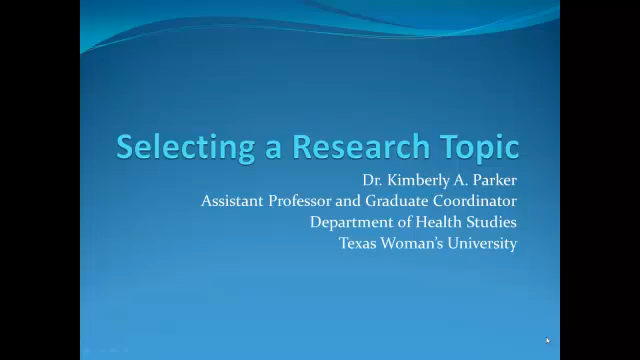 Selecting a Research Topic
Dr. Kimberly A. Parker
Assistant Professor and Graduate Coordinator
Department of Health Studies
Texas Woman's University